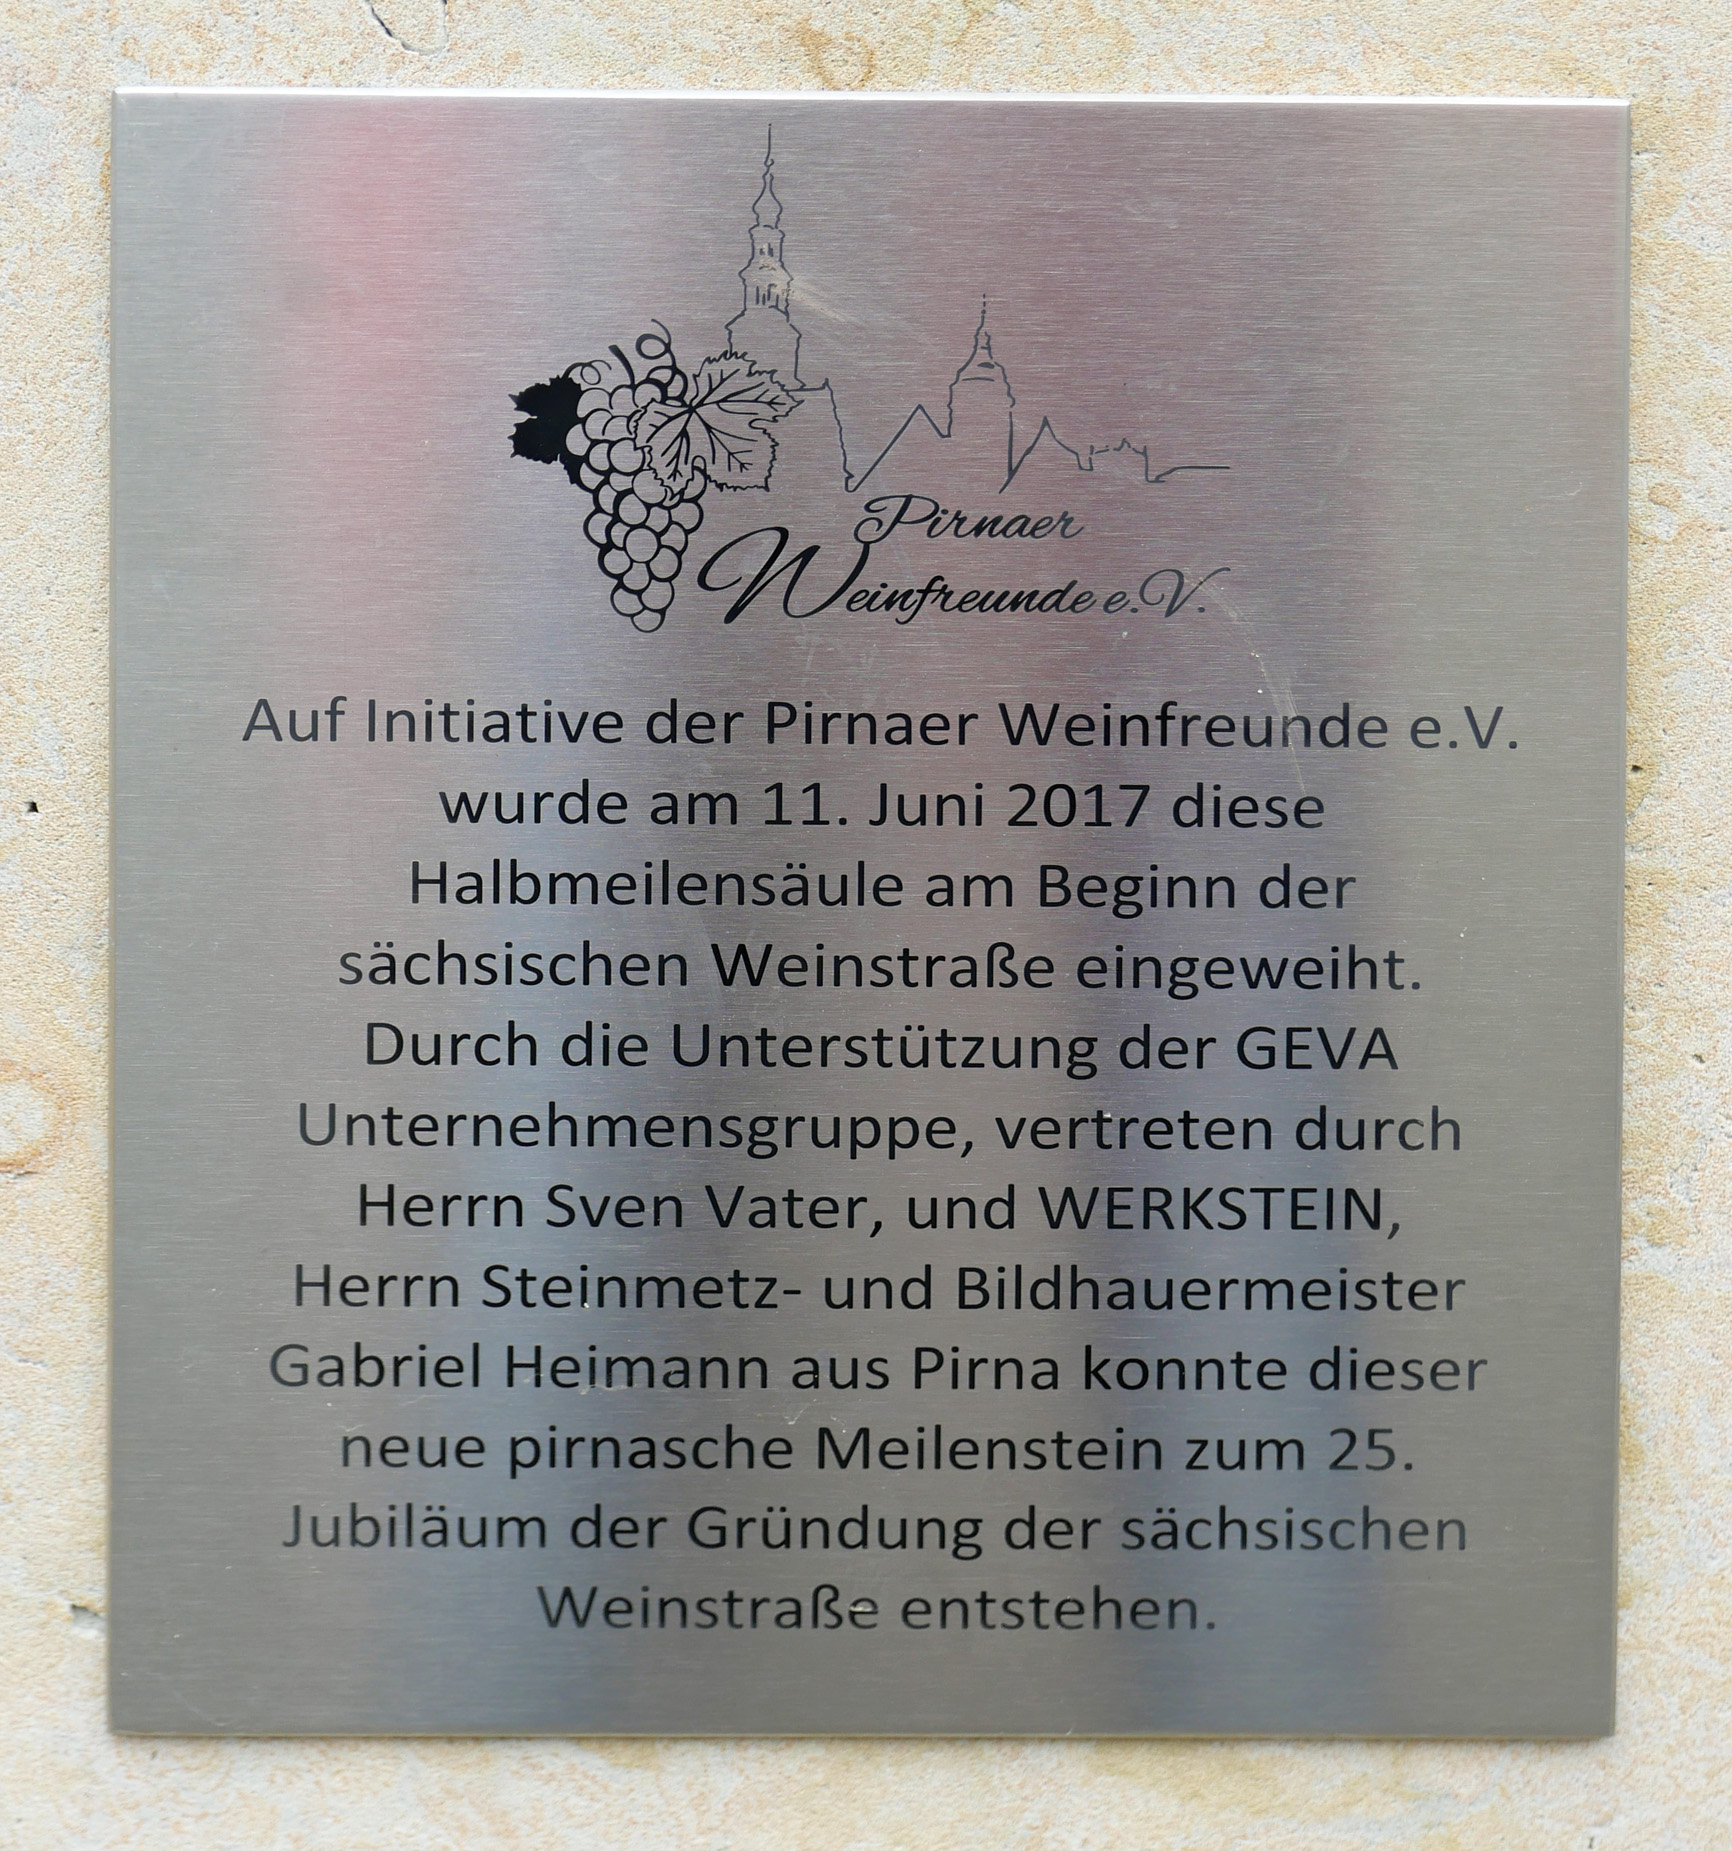 Pirnaer
Weinfreunde e.V.
Auf Initiative der Pirnaer Weinfreunde e.V.
wurde am 11. Juni 2017 diese
Halbmeilensäule am Beginn der
sächsischen Weinstraße eingeweiht.
Durch die Unterstützung der GEVA
Unternehmensgruppe, vertreten durch
Herrn Sven Vater, und WERKSTEIN,
Herrn Steinmetz- und Bildhauermeister
Gabriel Heimann aus Pirna konnte dieser
neue pirnasche Meilenstein zum 25.
Jubiläum der Gründung der sächsischen
Weinstraße entstehen.